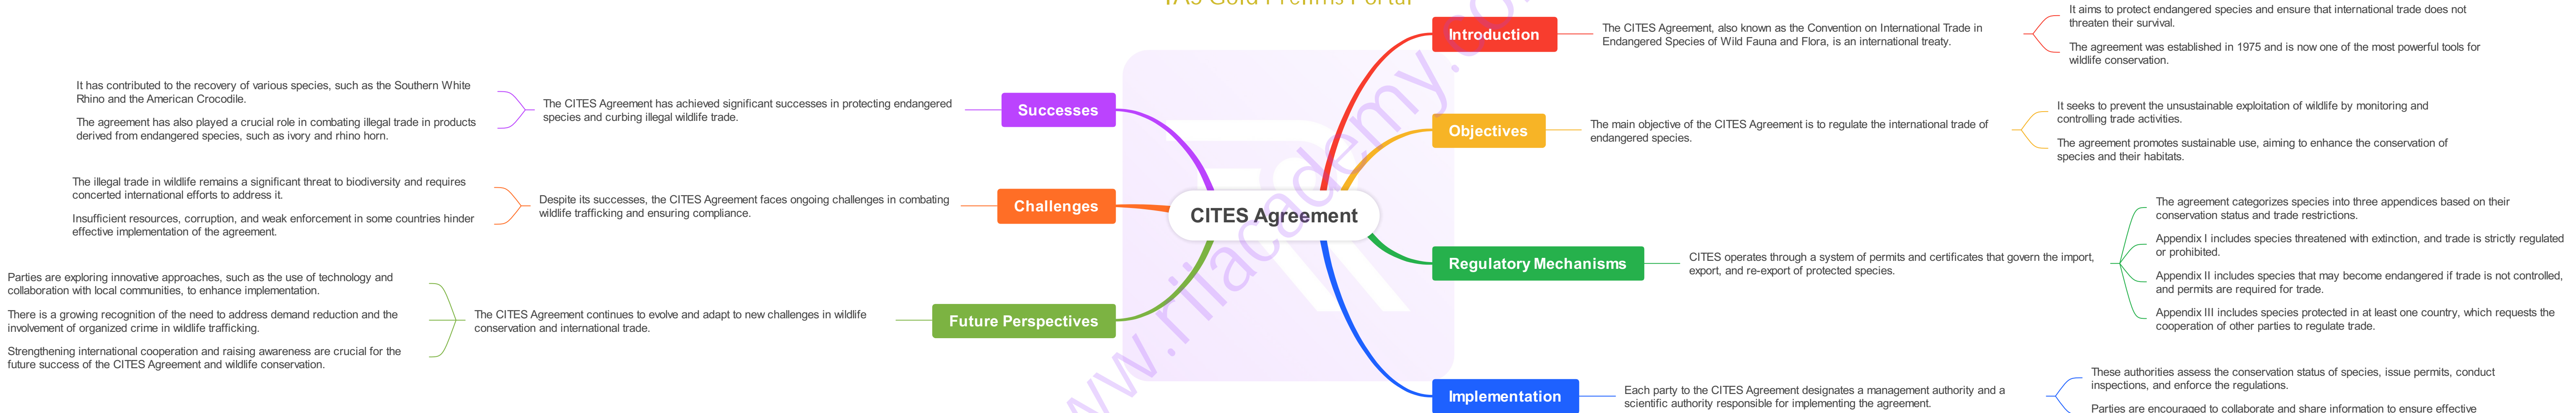 IAS Gold Prelims Portal
CITES Agreement
Introduction
The CITES Agreement, also known as the Convention on International Trade in
Endangered Species of Wild Fauna and Flora, is an international treaty.
It aims to protect endangered species and ensure that international trade does not
threaten their survival.
The agreement was established in 1975 and is now one of the most powerful tools for
wildlife conservation.
Objectives
The main objective of the CITES Agreement is to regulate the international trade of
endangered species.
It seeks to prevent the unsustainable exploitation of wildlife by monitoring and
controlling trade activities.
The agreement promotes sustainable use, aiming to enhance the conservation of
species and their habitats.
Regulatory Mechanisms
CITES operates through a system of permits and certificates that govern the import,
export, and re-export of protected species.
The agreement categorizes species into three appendices based on their
conservation status and trade restrictions.
Appendix I includes species threatened with extinction, and trade is strictly regulated
or prohibited.
Appendix II includes species that may become endangered if trade is not controlled,
and permits are required for trade.
Appendix III includes species protected in at least one country, which requests the
cooperation of other parties to regulate trade.
Implementation
Each party to the CITES Agreement designates a management authority and a
scientific authority responsible for implementing the agreement.
These authorities assess the conservation status of species, issue permits, conduct
inspections, and enforce the regulations.
Parties are encouraged to collaborate and share information to ensure effective
Successes
The CITES Agreement has achieved significant successes in protecting endangered
species and curbing illegal wildlife trade.
It has contributed to the recovery of various species, such as the Southern White
Rhino and the American Crocodile.
The agreement has also played a crucial role in combating illegal trade in products
derived from endangered species, such as ivory and rhino horn.
Challenges
Despite its successes, the CITES Agreement faces ongoing challenges in combating
wildlife trafficking and ensuring compliance.
The illegal trade in wildlife remains a significant threat to biodiversity and requires
concerted international efforts to address it.
Insufficient resources, corruption, and weak enforcement in some countries hinder
effective implementation of the agreement.
Future Perspectives
The CITES Agreement continues to evolve and adapt to new challenges in wildlife
conservation and international trade.
Parties are exploring innovative approaches, such as the use of technology and
collaboration with local communities, to enhance implementation.
There is a growing recognition of the need to address demand reduction and the
involvement of organized crime in wildlife trafficking.
Strengthening international cooperation and raising awareness are crucial for the
future success of the CITES Agreement and wildlife conservation.